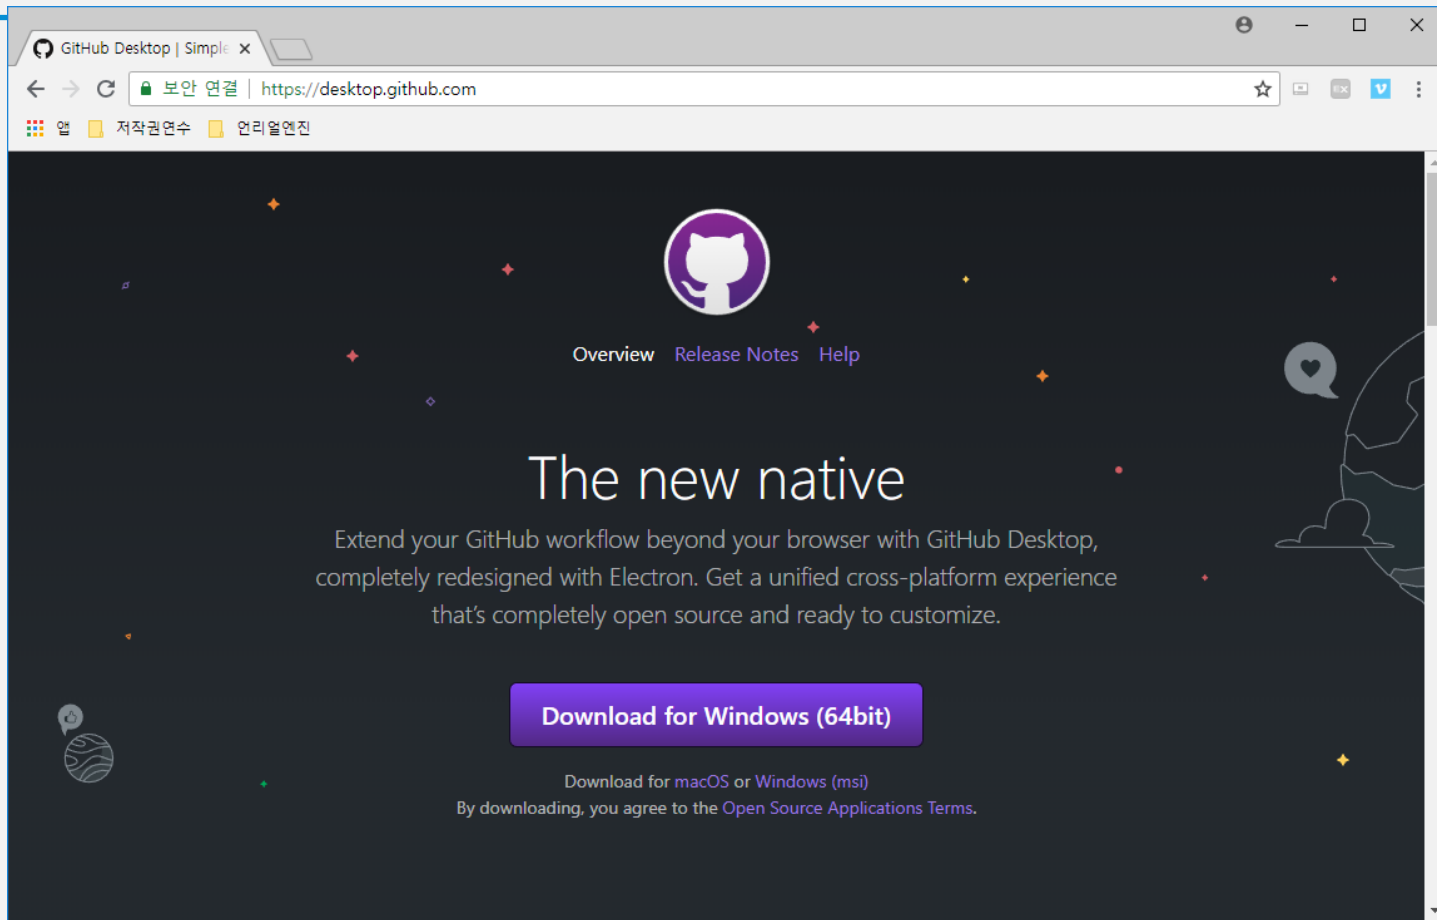 GitHub Desktop | Simple
보안 연결 | https://desktop.github.com
앱 저작권연수 언리얼엔진
Overview Release Notes Help
The new native
Extend your GitHub workflow beyond your browser with GitHub Desktop,
completely redesigned with Electron. Get a unified cross-platform experience
that's completely open source and ready to customize.
Download for Windows (64bit)
Download for macOS or Windows (msi)
By downloading, you agree to the Open Source Applications Terms.